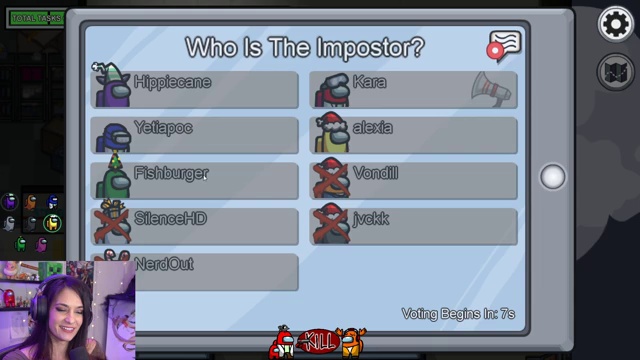 TOTAL TASKS
Who Is The Impostor?
Hippiecane
Kara
Yetiapoc
alexia
Fishburger
Vondill
SilenceHD
jvckk
NerdOut
Voting Begins In: 7s
KILL